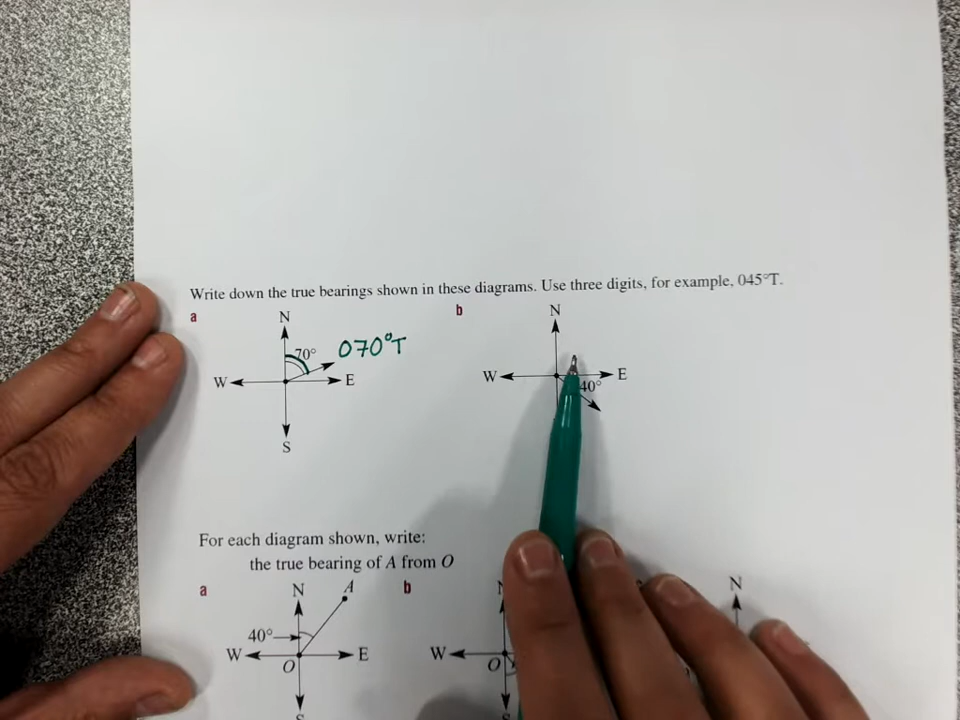 Write down the true bearings shown in these diagrams. Use three digits, for example, 045°T.
a
N
70°
070°T
W
E
S
b
N
W
E
40°
For each diagram shown, write:
the true bearing of A from O
a
N
A
40°
W
E
O
S
b
N
W
O
S
N